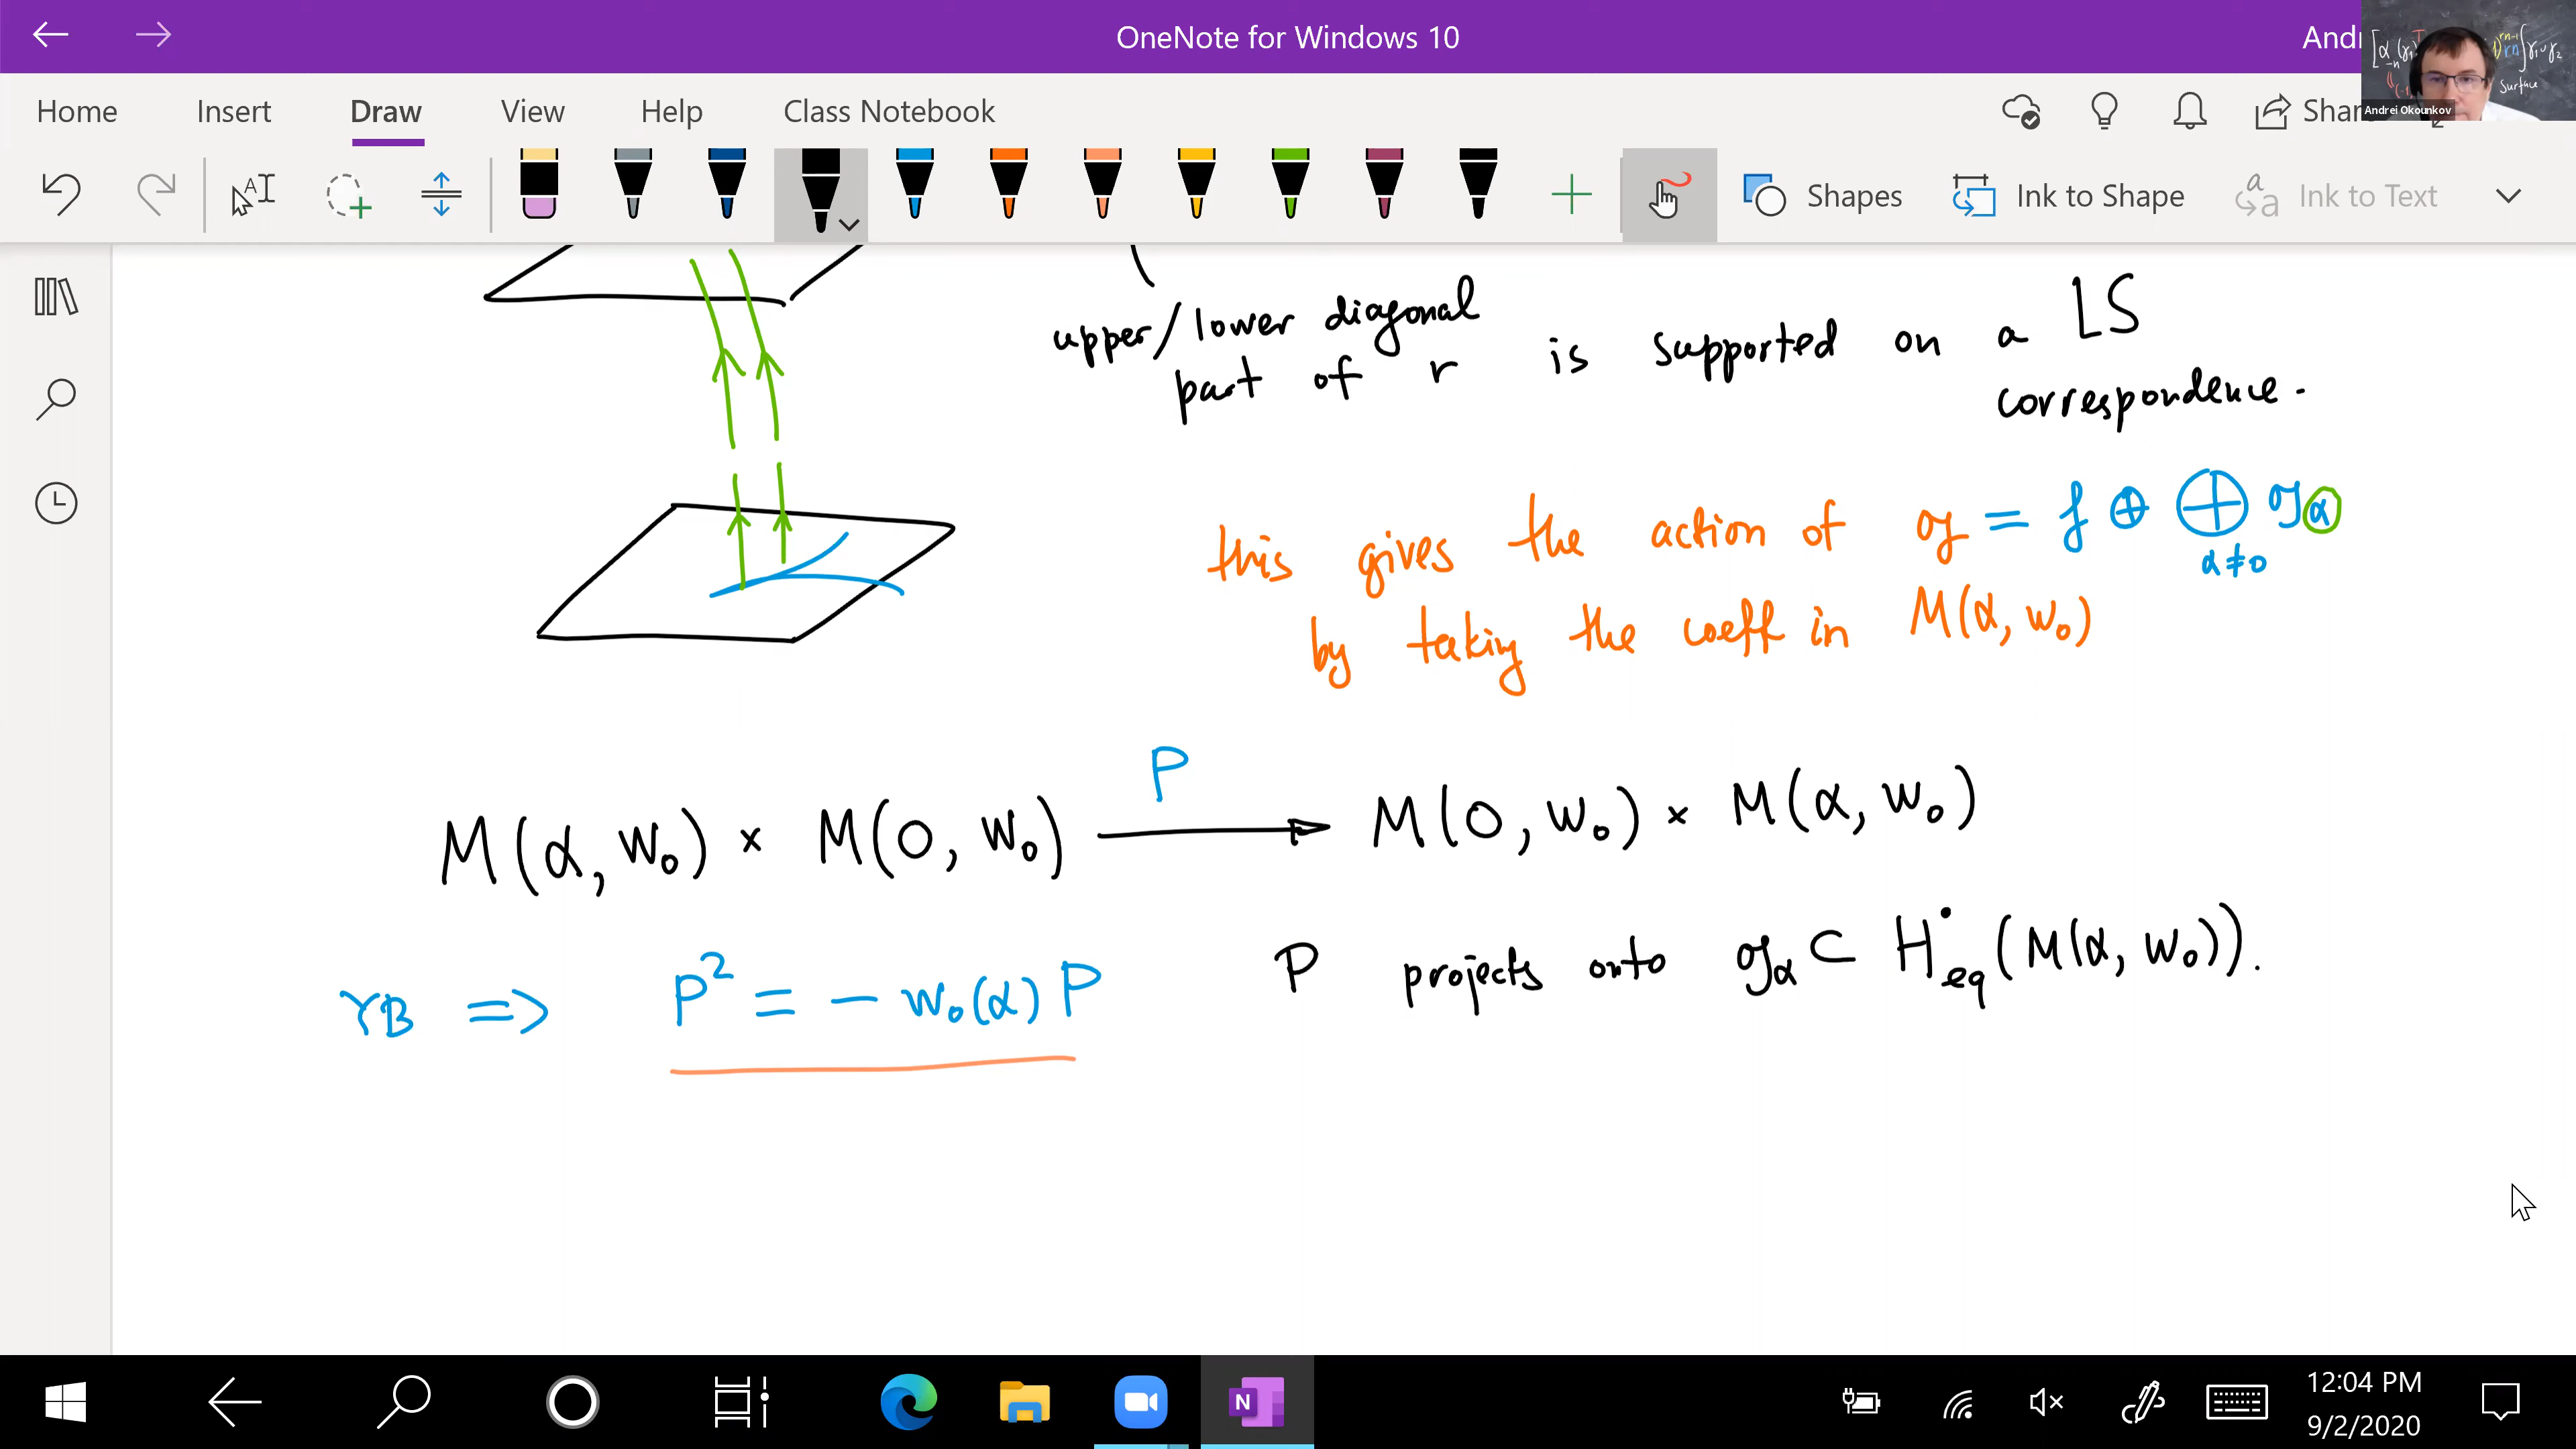 OneNote for Windows 10
Home Insert Draw View Help Class Notebook
Andrei Okounkov
surface
Shapes Ink to Shape Ink to Text
upper/lower diagonal
part of r is supported on a LS
correspondence.
this gives the action of 𝔤 = 𝔥 ⊕ ⊕ 𝔤α
α≠0
by taking the coeff in M(α, w₀)
P
M(α, w₀) × M(0, w₀) → M(0, w₀) × M(α, w₀)
P projects onto 𝔤α ⊂ H•eq(M(α, w₀)).
YB ⇒ P² = − w₀(α) P
N
12:04 PM
9/2/2020